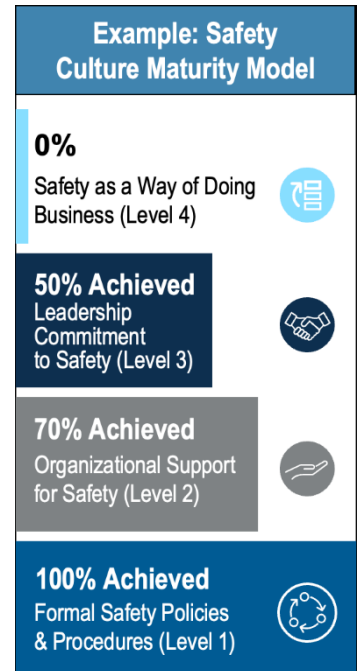 Example: Safety
Culture Maturity Model
0%
Safety as a Way of Doing
Business (Level 4)
50% Achieved
Leadership
Commitment
to Safety (Level 3)
70% Achieved
Organizational Support
for Safety (Level 2)
100% Achieved
Formal Safety Policies
& Procedures (Level 1)